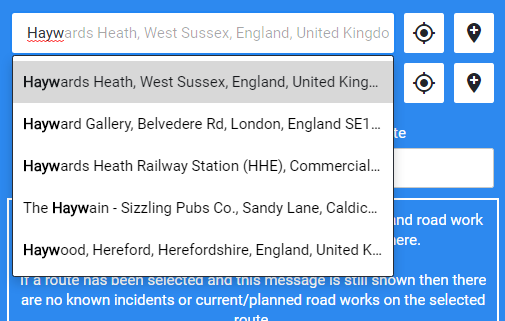 Haywards Heath, West Sussex, England, United Kingdo
Haywards Heath, West Sussex, England, United King...
Hayward Gallery, Belvedere Rd, London, England SE1...
te
Haywards Heath Railway Station (HHE), Commercial...
The Haywain - Sizzling Pubs Co., Sandy Lane, Caldic...
and road work
Haywood, Hereford, Herefordshire, England, United K...
here.
If a route has been selected and this message is still shown then there
are no known incidents or current/planned road works on the selected
route